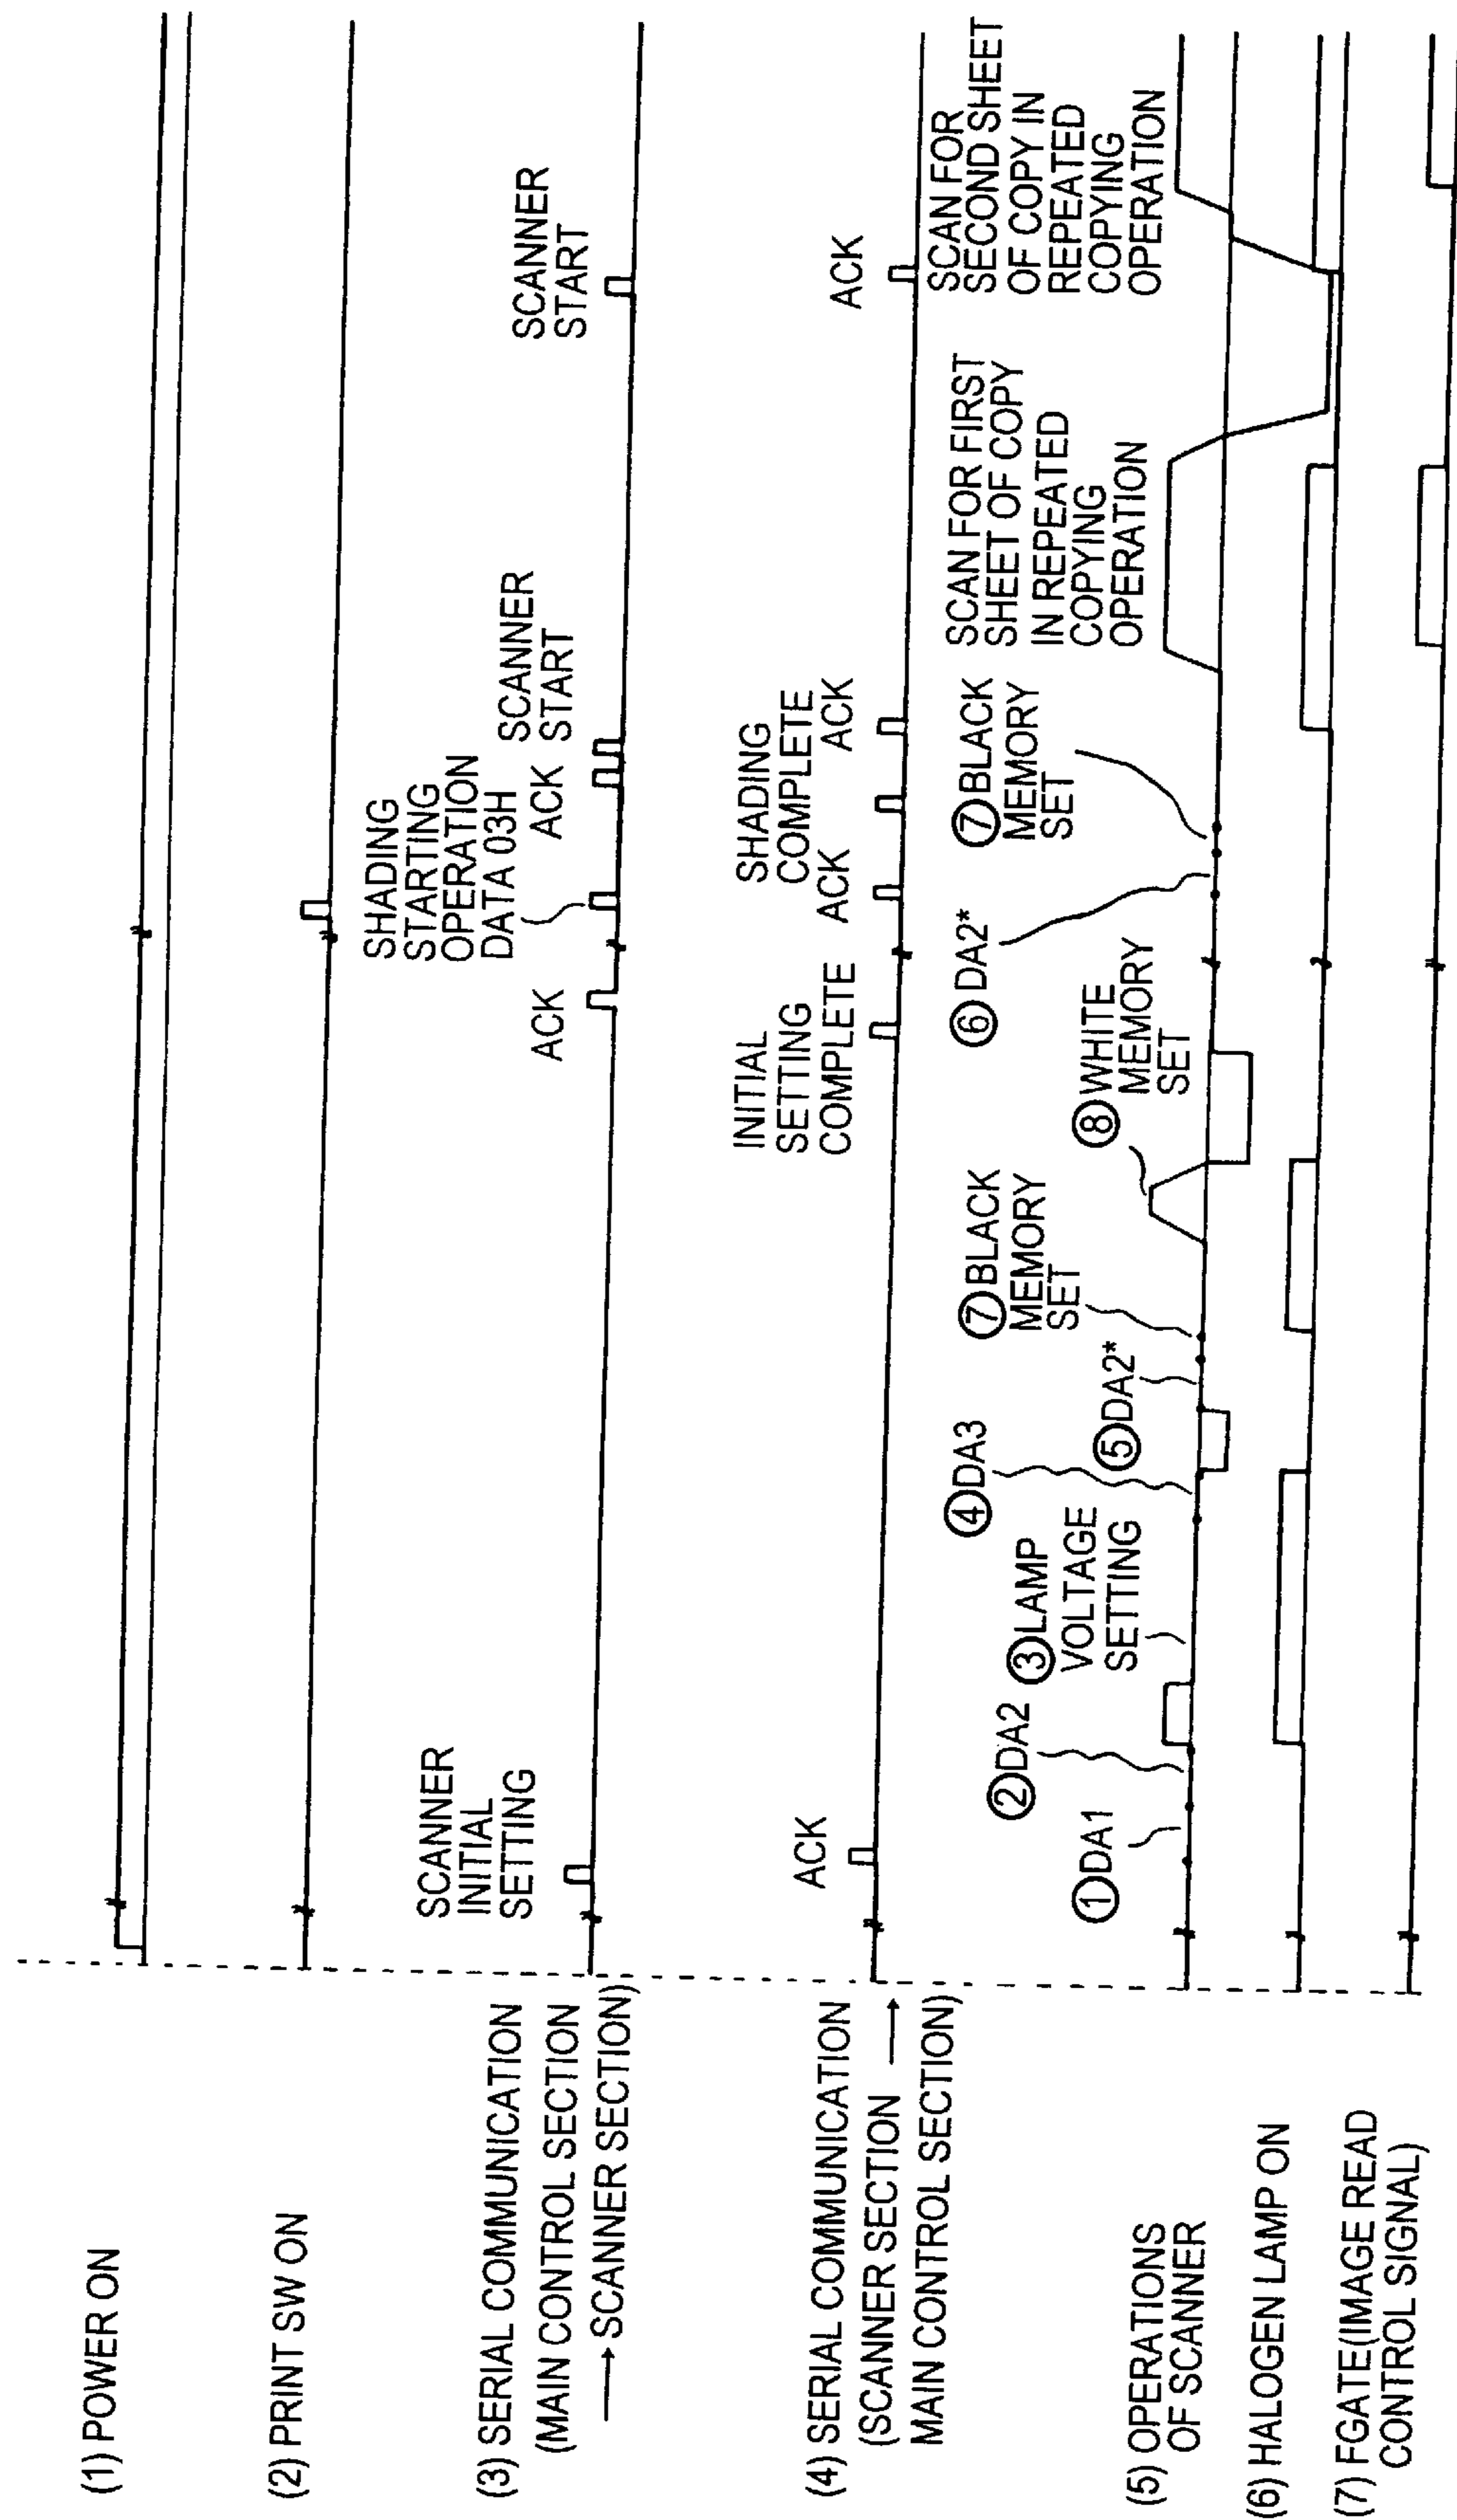 (1) POWER ON
(2) PRINT SW ON
(3) SERIAL COMMUNICATION
(MAIN CONTROL SECTION
→ SCANNER SECTION)
SCANNER
INITIAL
SETTING
ACK
SHADING
STARTING
OPERATION
DATA 03H
ACK
SCANNER
START
SCANNER
START
(4) SERIAL COMMUNICATION
(SCANNER SECTION →
MAIN CONTROL SECTION)
ACK
INITIAL
SETTING
COMPLETE
ACK
SHADING
COMPLETE
ACK
ACK
(5) OPERATIONS
OF SCANNER
①DA1
②DA2
③LAMP
VOLTAGE
SETTING
④DA3
⑤DA2*
⑦BLACK
MEMORY
SET
⑧WHITE
MEMORY
SET
⑥DA2*
⑦BLACK
MEMORY
SET
SCAN FOR FIRST
SHEET OF COPY
IN REPEATED
COPYING
OPERATION
SCAN FOR
SECOND SHEET
OF COPY IN
REPEATED
COPYING
OPERATION
(6) HALOGEN LAMP ON
(7) FGATE(IMAGE READ
CONTROL SIGNAL)